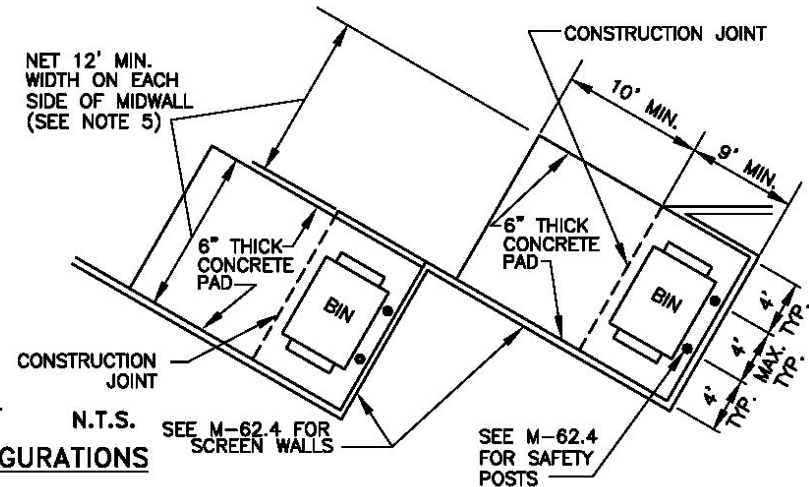 NET 12' MIN.
WIDTH ON EACH
SIDE OF MIDWALL
(SEE NOTE 5)
CONSTRUCTION JOINT
10' MIN.
9' MIN.
6" THICK
CONCRETE
PAD
BIN
6" THICK
CONCRETE
PAD
BIN
4'
TYP.
4'
MAX.
TYP.
4'
TYP.
CONSTRUCTION
JOINT
N.T.S.
SEE M-62.4 FOR
SCREEN WALLS
SEE M-62.4
FOR SAFETY
POSTS
GURATIONS